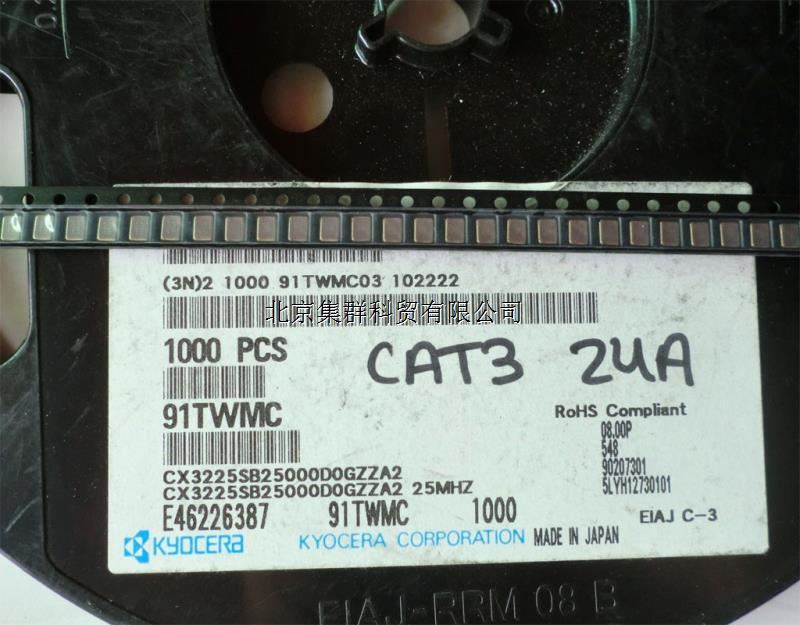 (3N)2 1000 91TWMC03 102222
北京集群科贸有限公司
1000 PCS
CAT3 24A
91TWMC
RoHS Compliant
08.00P
548
90207301
5LYH12730101
CX3225SB25000D0GZZA2
CX3225SB25000D0GZZA2 25MHZ
E46226387 91TWMC 1000
EIAJ C-3
KYOCERA KYOCERA CORPORATION MADE IN JAPAN
EIAJ-RRM 08 B